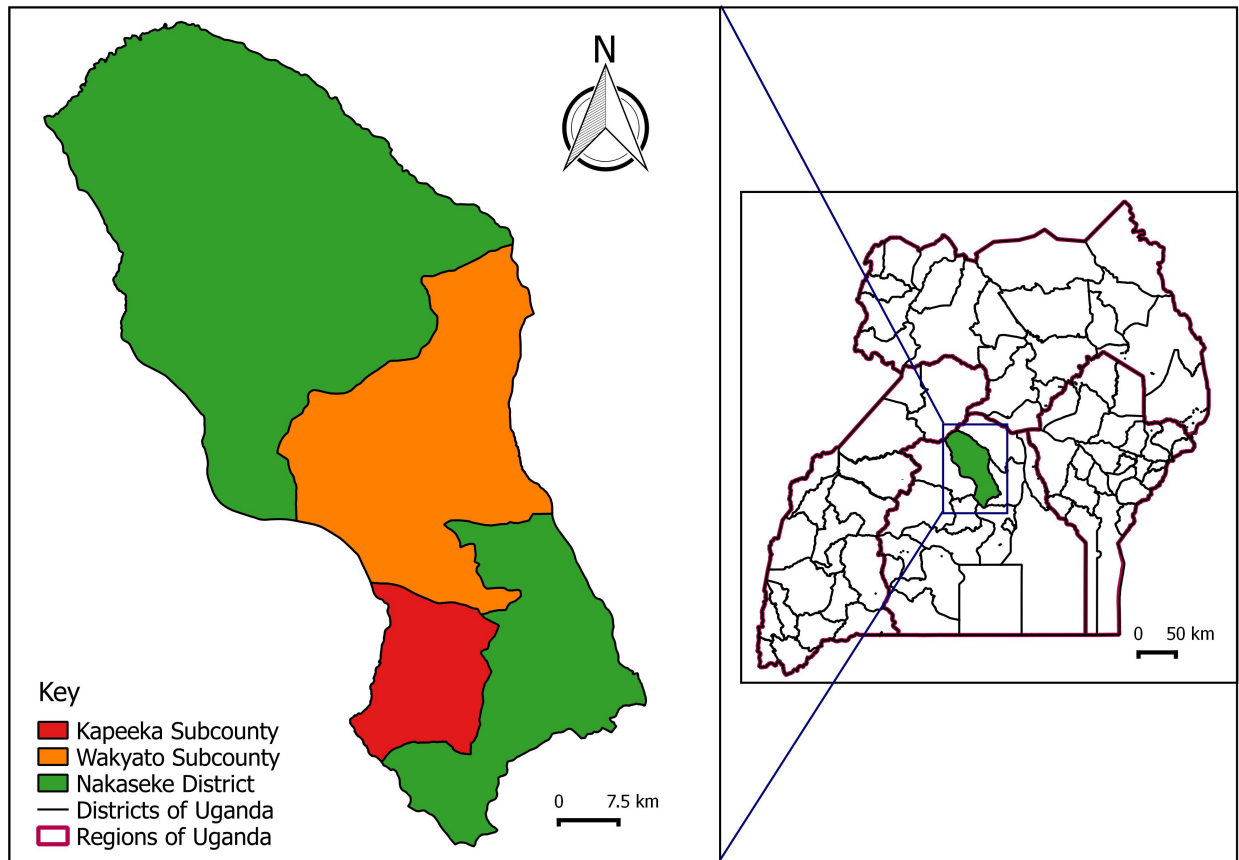 N
Key
Kapeeka Subcounty
Wakyato Subcounty
Nakaseke District
Districts of Uganda
Regions of Uganda
0 7.5 km
0 50 km